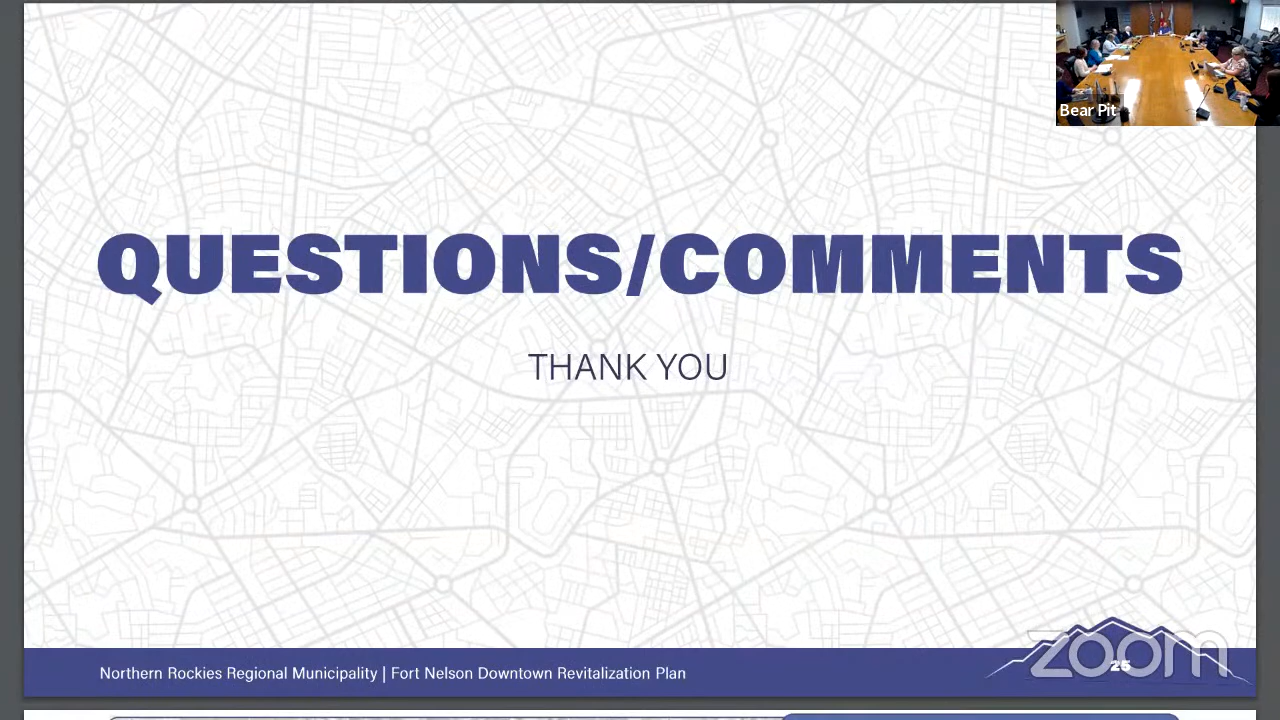 Bear Pit
QUESTIONS/COMMENTS
THANK YOU
Northern Rockies Regional Municipality | Fort Nelson Downtown Revitalization Plan
zoom
25